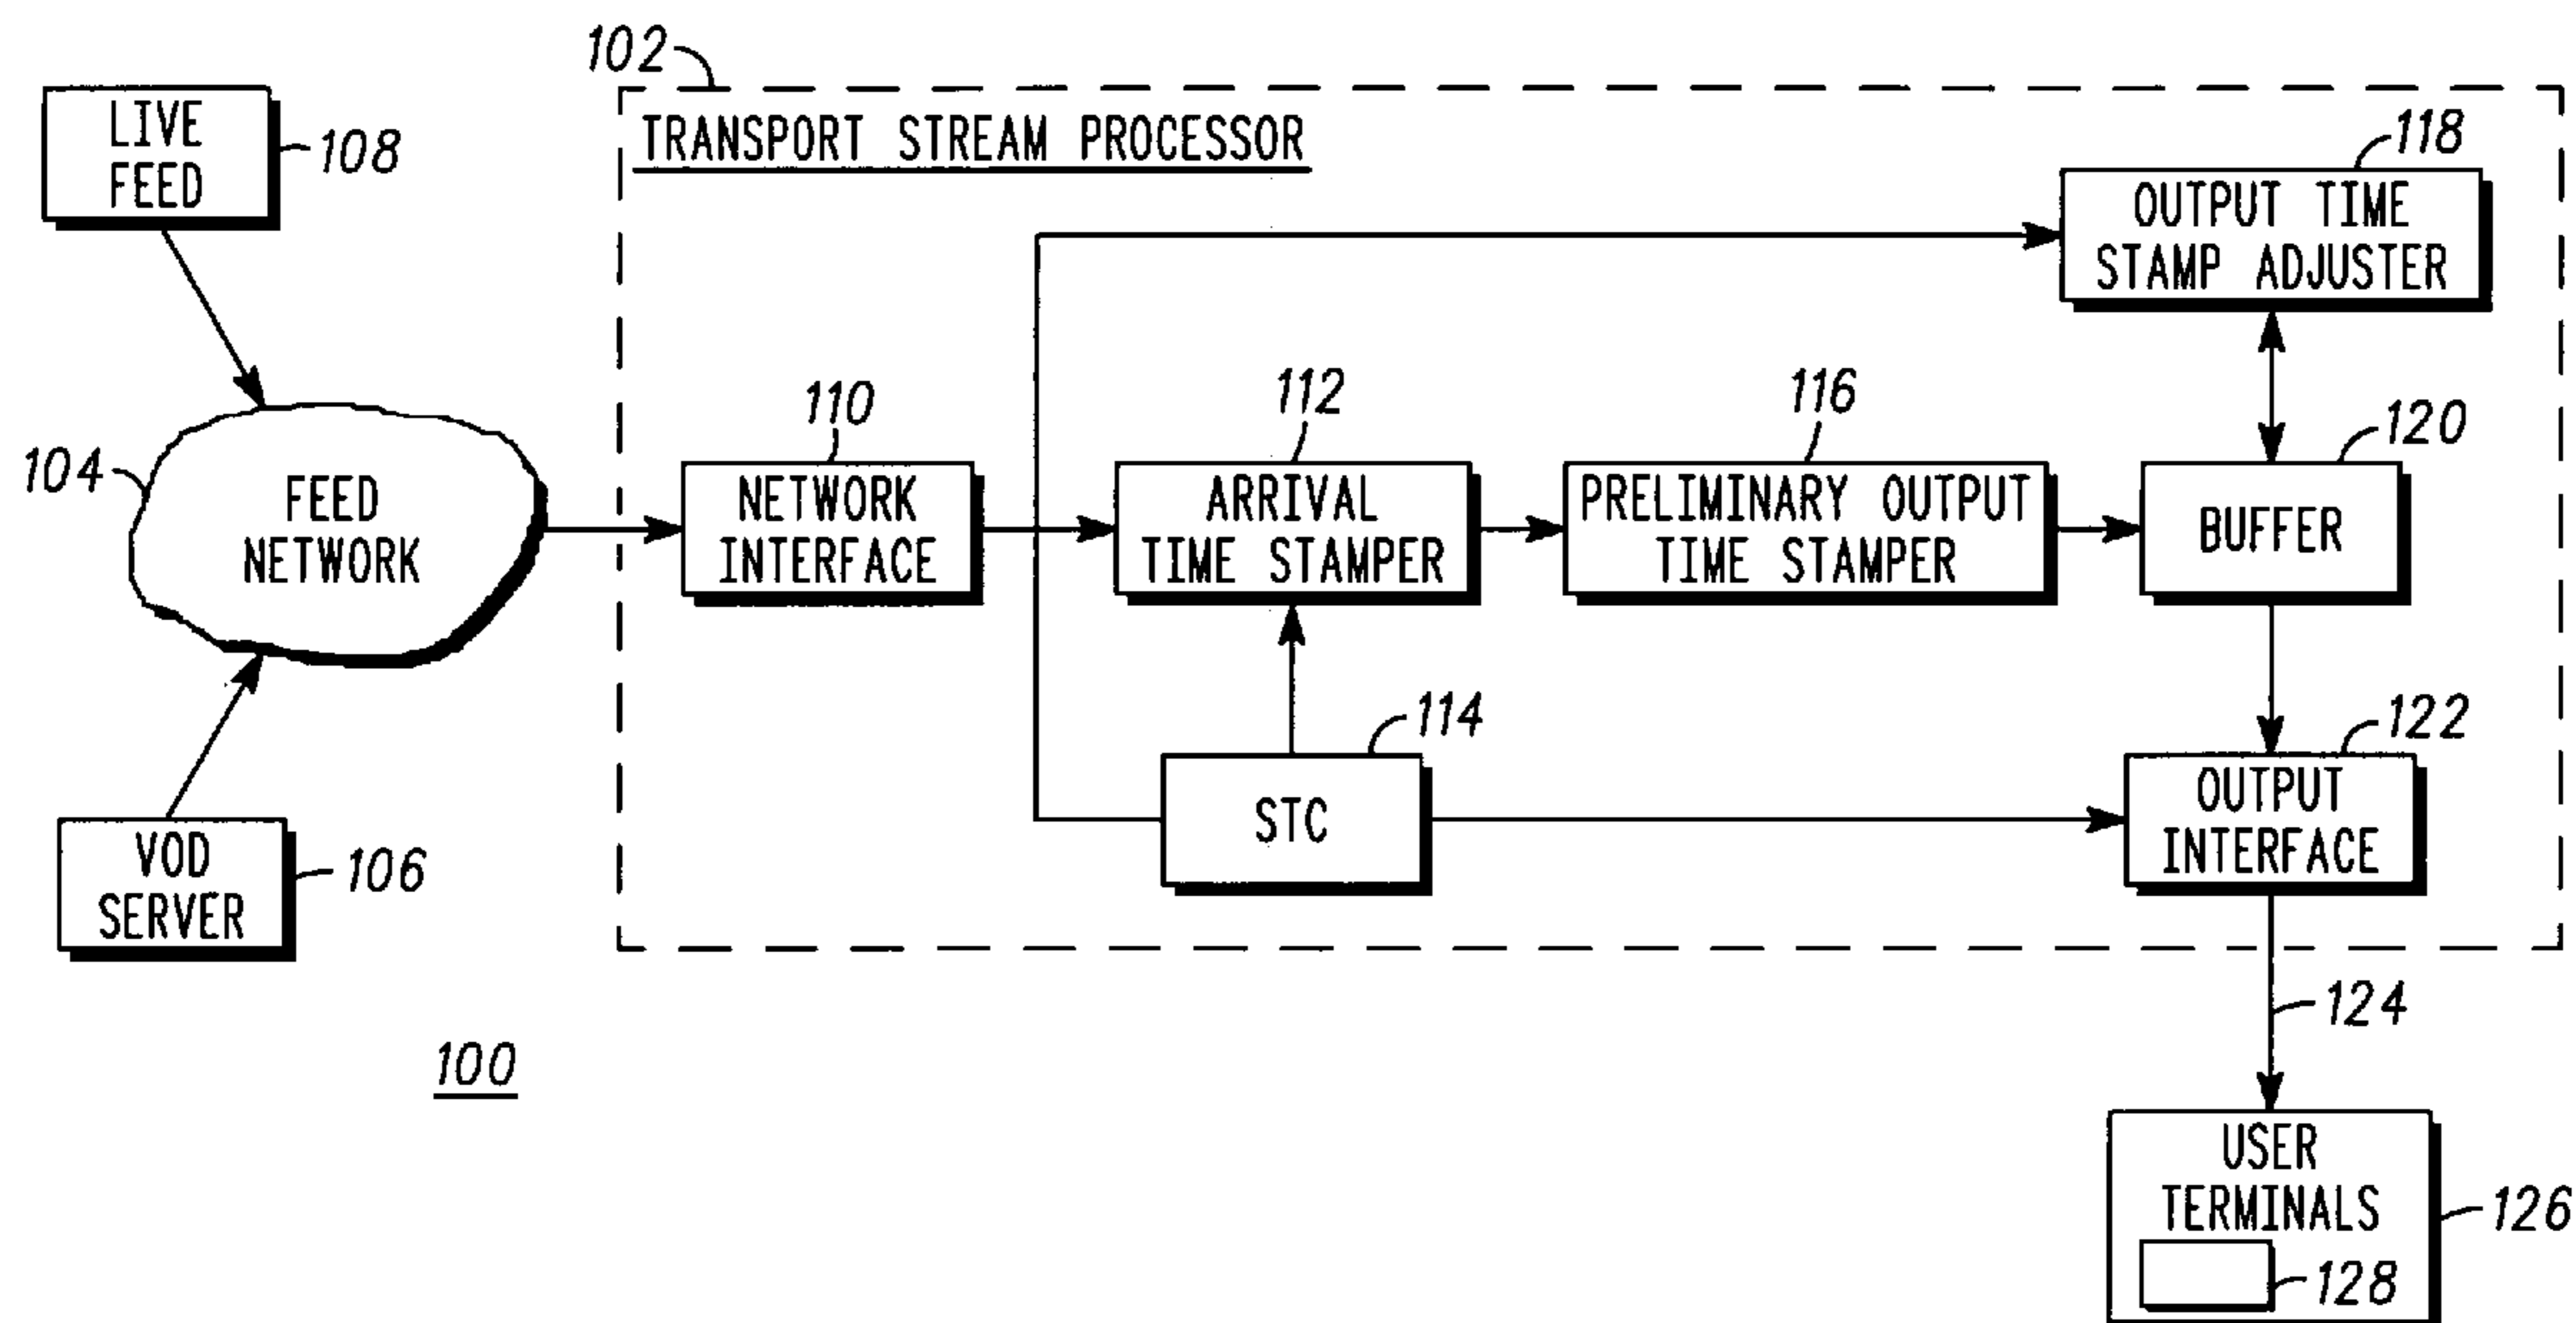 102
LIVE
FEED
108
TRANSPORT STREAM PROCESSOR
118
OUTPUT TIME
STAMP ADJUSTER
104
FEED
NETWORK
110
NETWORK
INTERFACE
112
ARRIVAL
TIME STAMPER
116
PRELIMINARY OUTPUT
TIME STAMPER
120
BUFFER
114
STC
122
OUTPUT
INTERFACE
VOD
SERVER
106
124
100
USER
TERMINALS
126
128